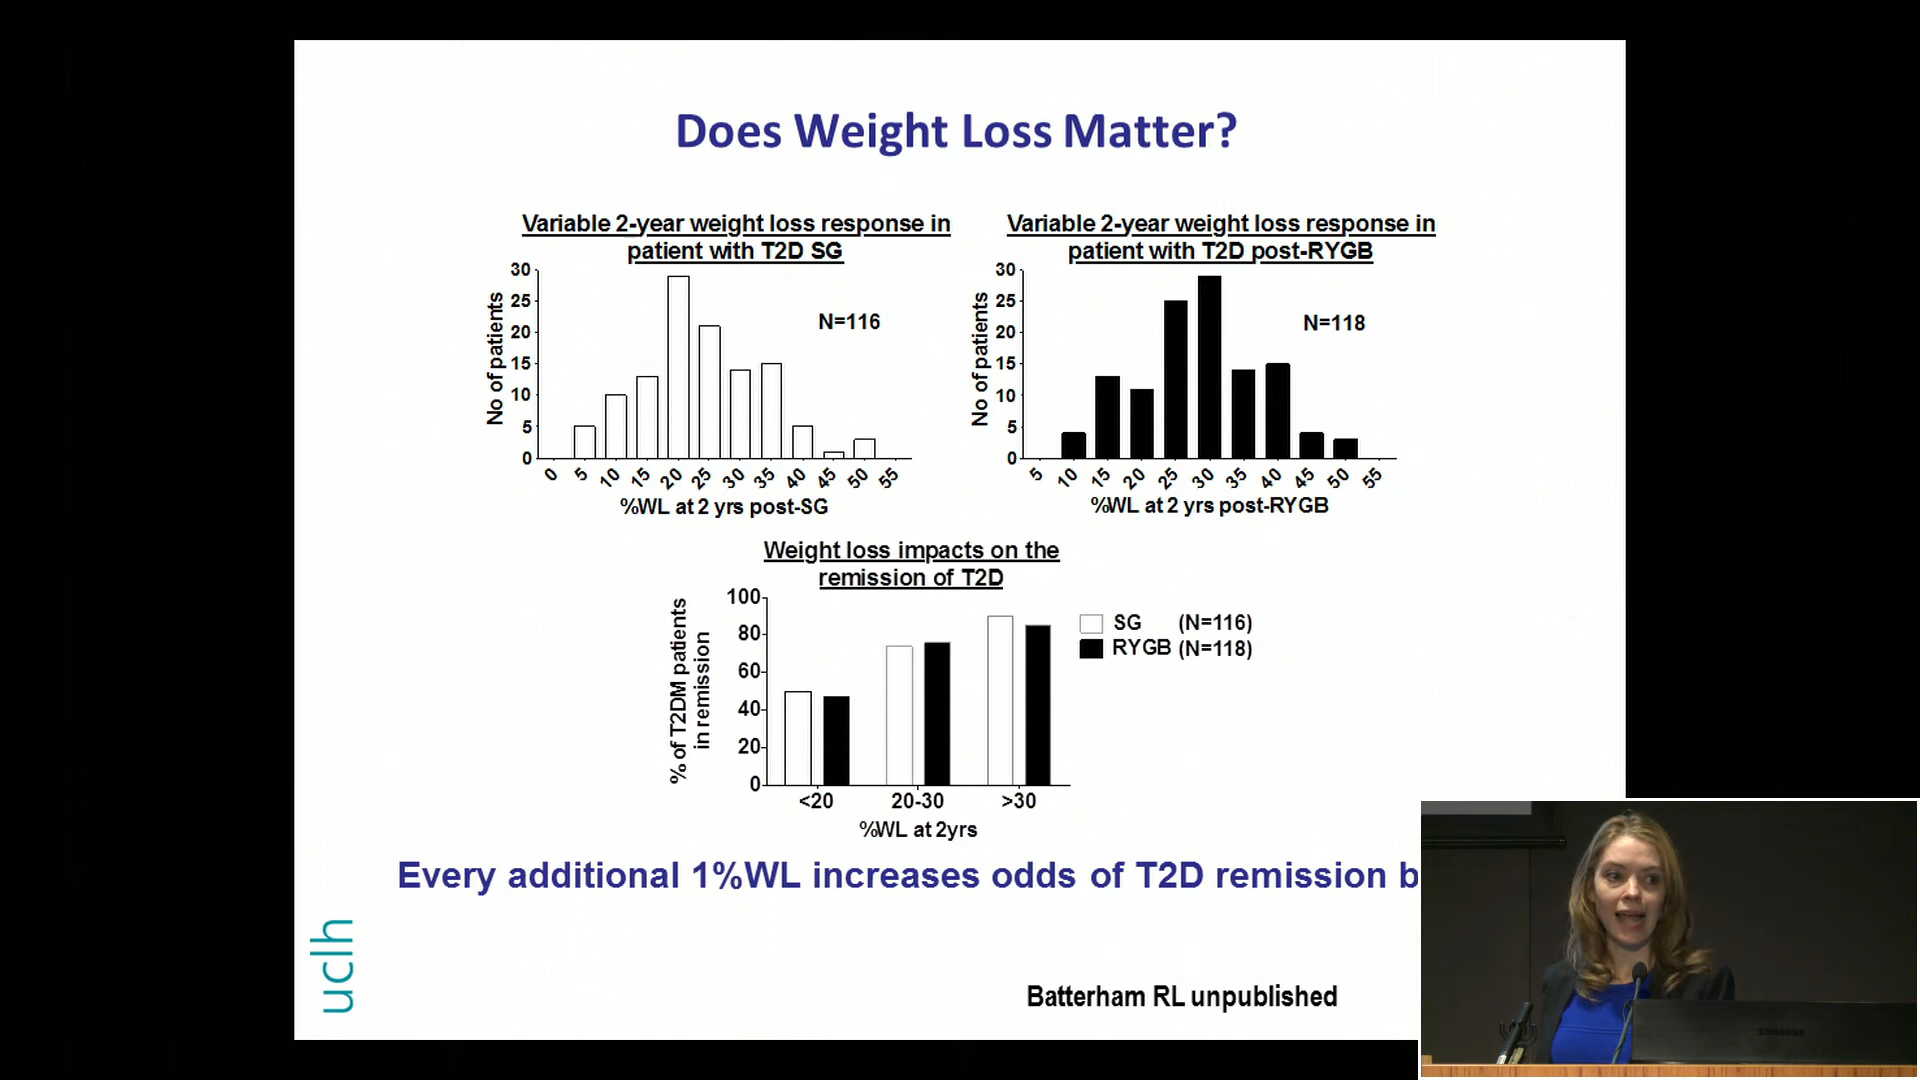 Does Weight Loss Matter?
Variable 2-year weight loss response in
patient with T2D SG
No of patients
30
25
20
15
10
5
0
N=116
0 5 10 15 20 25 30 35 40 45 50 55
%WL at 2 yrs post-SG
Variable 2-year weight loss response in
patient with T2D post-RYGB
No of patients
30
25
20
15
10
5
0
N=118
5 10 15 20 25 30 35 40 45 50 55
%WL at 2 yrs post-RYGB
Weight loss impacts on the
remission of T2D
% of T2DM patients
in remission
100
80
60
40
20
0
<20 20-30 >30
%WL at 2yrs
SG (N=116)
RYGB (N=118)
Every additional 1%WL increases odds of T2D remission b
uclh
Batterham RL unpublished
SAMSUNG